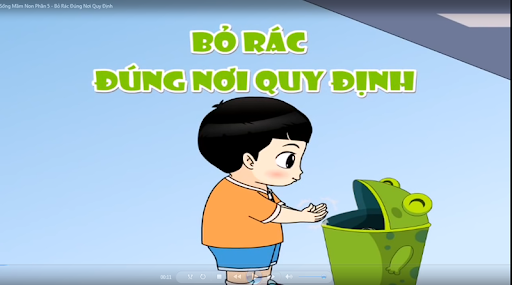 Sống Mầm Non Phần 5 - Bỏ Rác Đúng Nơi Quy Định
BỎ RÁC
ĐÚNG NƠI QUY ĐỊNH